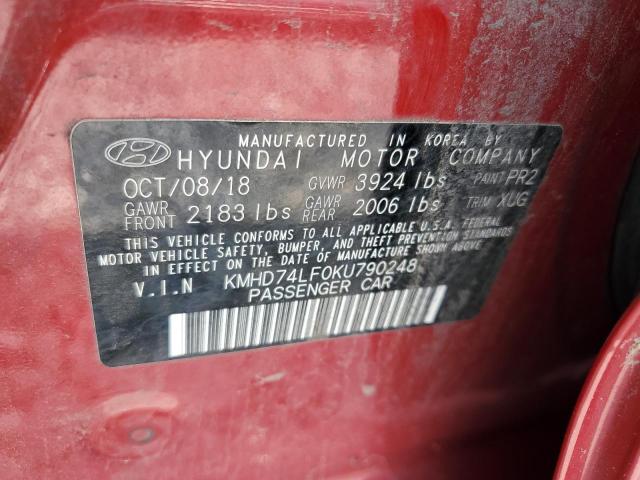 MANUFACTURED IN KOREA BY
HYUNDAI MOTOR COMPANY
OCT/08/18 GVWR 3924 lbs PAINT PR2
GAWR FRONT 2183 lbs GAWR REAR 2006 lbs TRIM XUG
THIS VEHICLE CONFORMS TO ALL APPLICABLE U.S.A. FEDERAL
MOTOR VEHICLE SAFETY, BUMPER, AND THEFT PREVENTION STANDARDS
IN EFFECT ON THE DATE OF MANUFACTURE SHOWN ABOVE
V.I.N KMHD74LF0KU790248
PASSENGER CAR